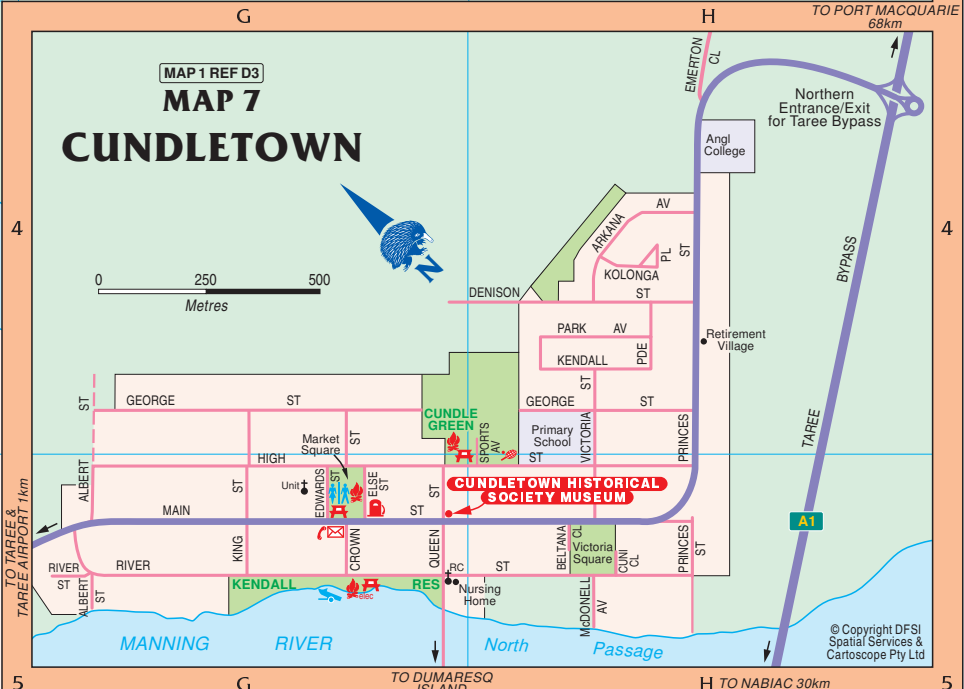 G
H
TO PORT MACQUARIE
68km
MAP 1 REF D3
MAP 7
CUNDLETOWN
EMERTON
CL
Northern
Entrance/Exit
for Taree Bypass
Angl
College
4
4
N
AV
ARKANA
PL
ST
KOLONGA
BYPASS
0
250
500
Metres
DENISON
ST
PARK
AV
KENDALL
PDE
Retirement
Village
ST
ST
GEORGE
ST
GEORGE
ST
CUNDLE
GREEN
SPORTS
AV
Primary
School
VICTORIA
PRINCES
TAREE
Market
Square
ST
HIGH
ST
ALBERT
ST
Unit
EDWARDS
ST
ELSE
ST
ST
CUNDLETOWN HISTORICAL
SOCIETY MUSEUM
MAIN
ST
A1
TO TAREE &
TAREE AIRPORT 1km
KING
CROWN
QUEEN
BELTANA
CL
Victoria
Square
CUNI
CL
PRINCES
ST
RIVER
ST
RIVER
ST
RC
ALBERT
ST
KENDALL
RES
elec
Nursing
Home
McDONELL
AV
MANNING
RIVER
North
Passage
© Copyright DFSI
Spatial Services &
Cartoscope Pty Ltd
5
G
TO DUMARESQ
ISLAND
H
TO NABIAC 30km
5